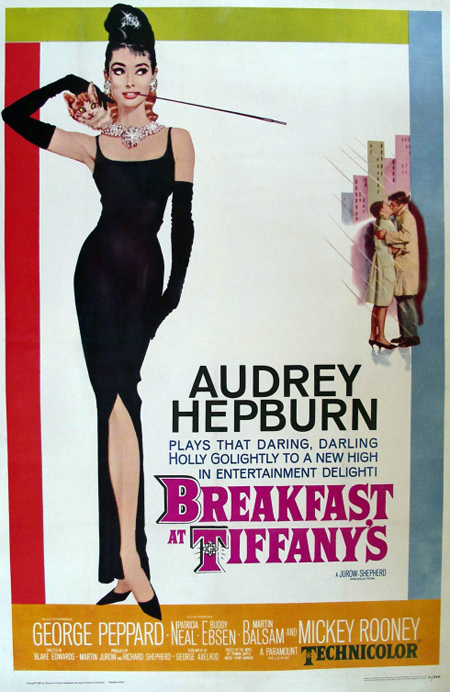 AUDREY
HEPBURN
PLAYS THAT DARING, DARLING
HOLLY GOLIGHTLY TO A NEW HIGH
IN ENTERTAINMENT DELIGHT!
BREAKFAST
AT TIFFANY'S
A JUROW-SHEPHERD
PRODUCTION
GEORGE PEPPARD · PATRICIA NEAL · BUDDY EBSEN · MARTIN BALSAM AND MICKEY ROONEY
BLAKE EDWARDS · MARTIN JUROW AND RICHARD SHEPHERD · GEORGE AXELROD
A PARAMOUNT
RELEASE
TECHNICOLOR